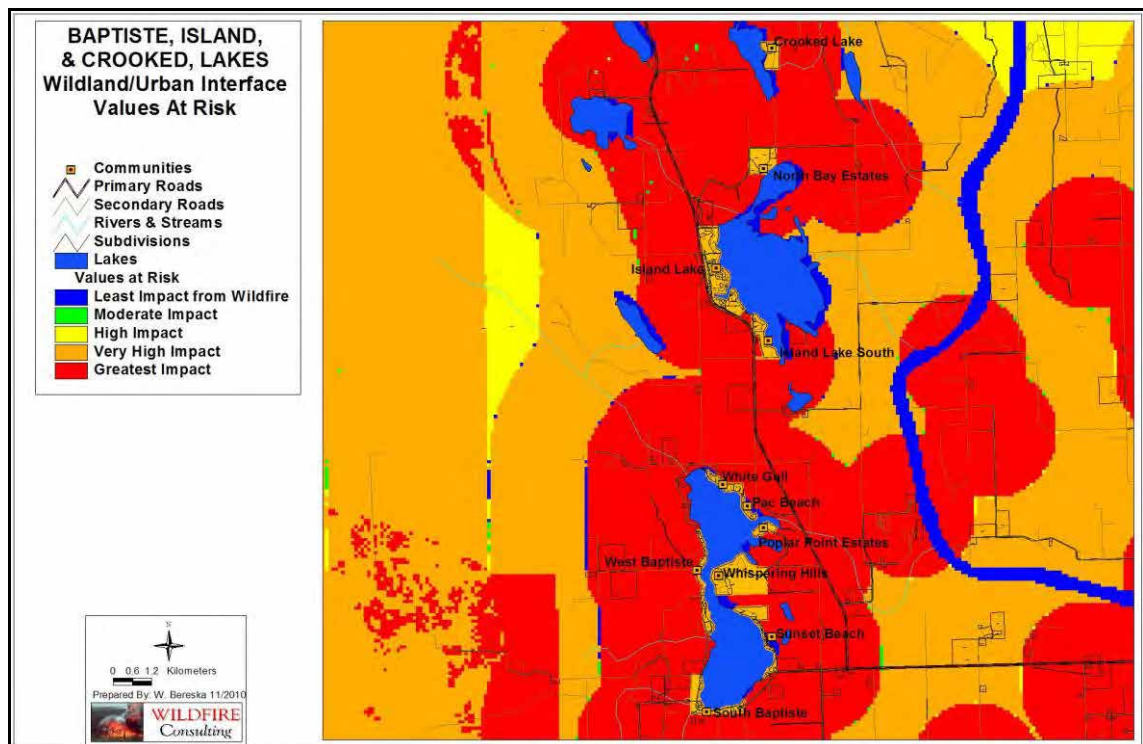 BAPTISTE, ISLAND,
& CROOKED, LAKES
Wildland/Urban Interface
Values At Risk
Communities
Primary Roads
Secondary Roads
Rivers & Streams
Subdivisions
Lakes
Values at Risk
Least Impact from Wildfire
Moderate Impact
High Impact
Very High Impact
Greatest Impact
Crooked Lake
North Bay Estates
Island Lake
Island Lake South
White Gull
Pac Beach
Poplar Point Estates
West Baptiste
Whispering Hills
Sunset Beach
South Baptiste
0 0.6 1.2 Kilometers
Prepared By: W. Bereska 11/2010
WILDFIRE
Consulting